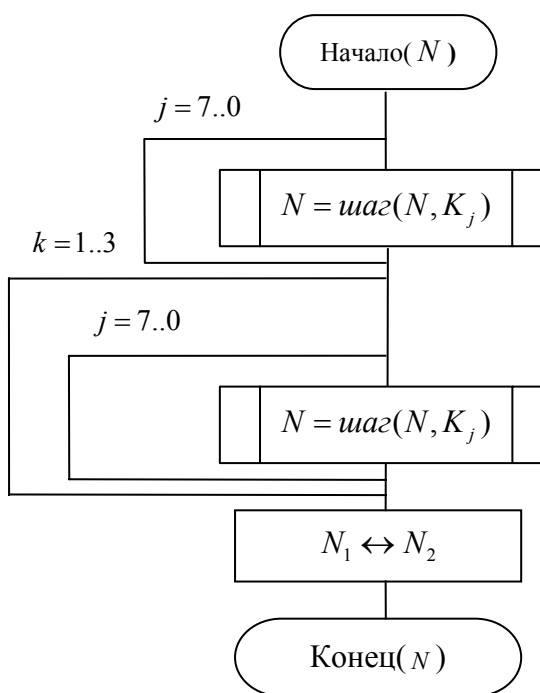 Начало( N )
j = 7..0
N = шаг(N, K_j)
k = 1..3
j = 7..0
N = шаг(N, K_j)
N_1 ↔ N_2
Конец( N )